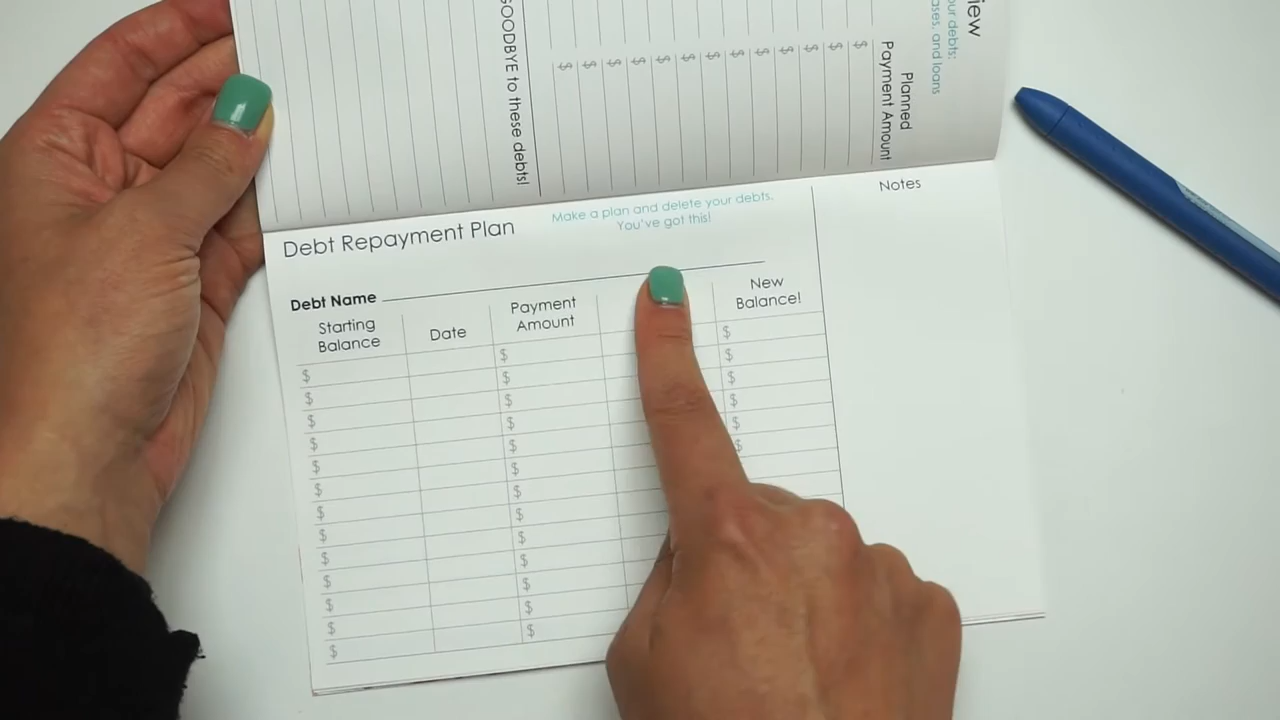 iew
our debts:
ases, and loans
Planned
Payment Amount
$ $ $ $ $ $ $ $ $ $ $ $ $
GOODBYE to these debts!
Debt Repayment Plan
Make a plan and delete your debts.
You've got this!
Notes
Debt Name
Starting
Balance
Date
Payment
Amount
New
Balance!
$ $ $
$ $ $
$ $ $
$ $ $
$ $ $
$ $ $
$ $
$ $
$ $
$ $
$ $
$ $
$ $